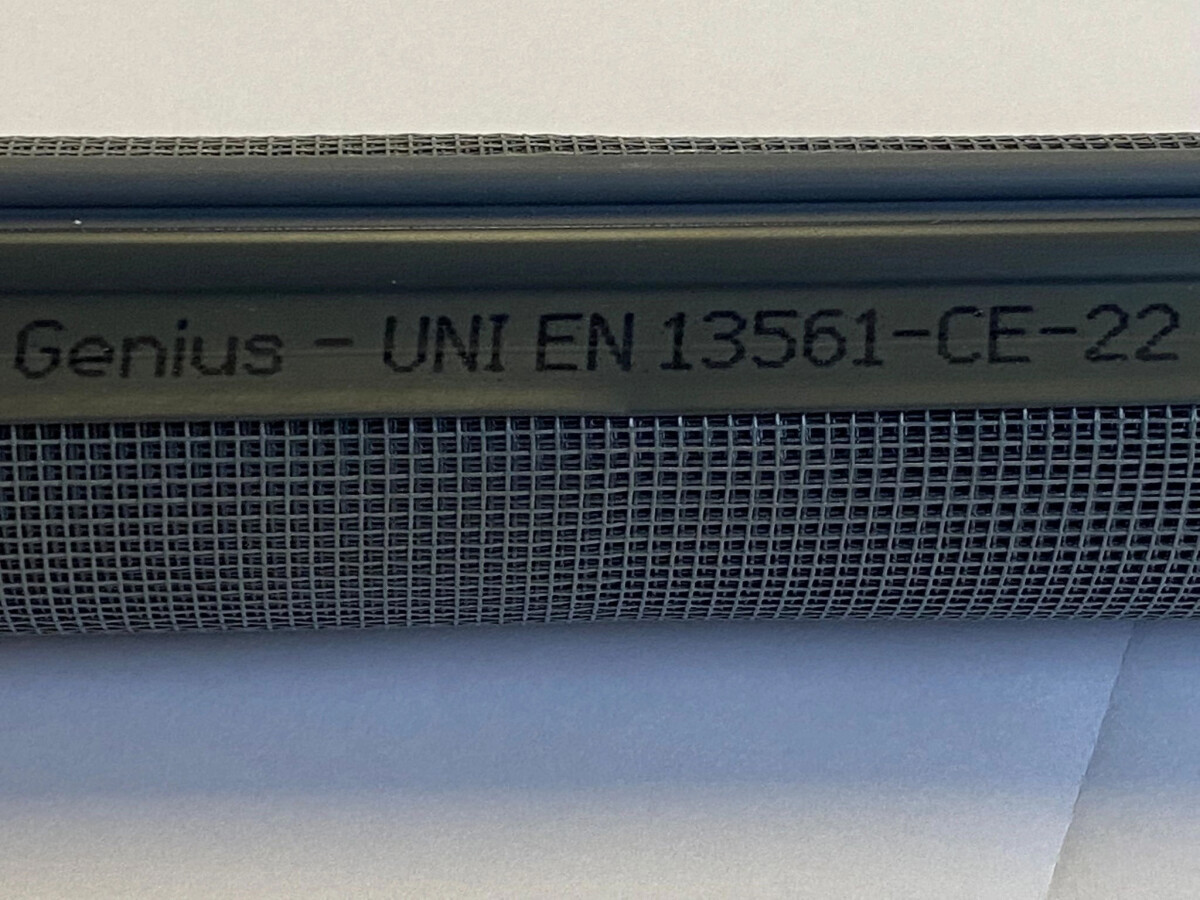 Genius - UNI EN 13561-CE-22